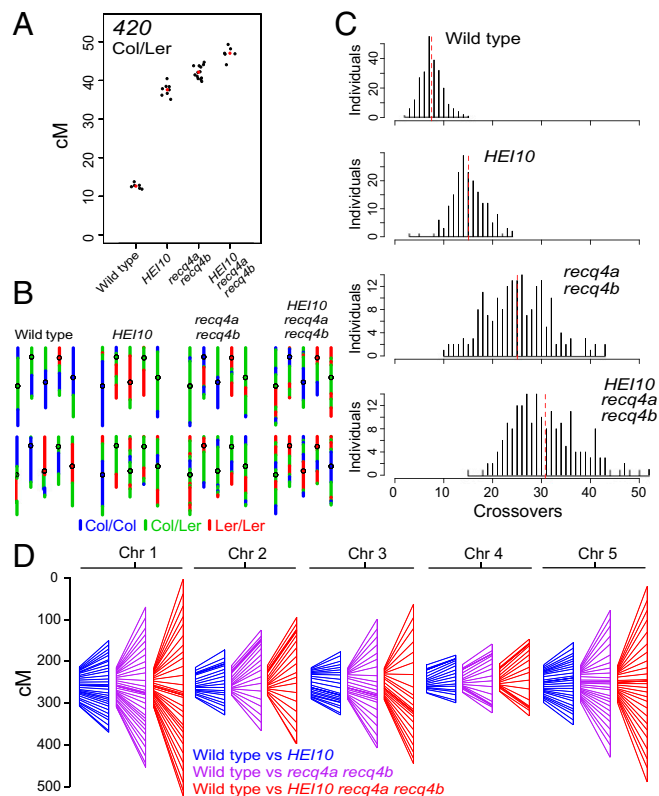 A
420
Col/Ler
cM
50
40
30
20
10
0
Wild type
HEI10
recq4a
recq4b
HEI10
recq4a
recq4b
B
Wild type
HEI10
recq4a
recq4b
HEI10
recq4a
recq4b
Col/Col
Col/Ler
Ler/Ler
C
Wild type
Individuals
40
20
0
HEI10
Individuals
20
10
0
recq4a
recq4b
Individuals
12
8
4
0
HEI10
recq4a
recq4b
Individuals
12
8
4
0
0 10 20 30 40 50
Crossovers
D
Chr 1 Chr 2 Chr 3 Chr 4 Chr 5
cM
0
100
200
300
400
500
Wild type vs HEI10
Wild type vs recq4a recq4b
Wild type vs HEI10 recq4a recq4b